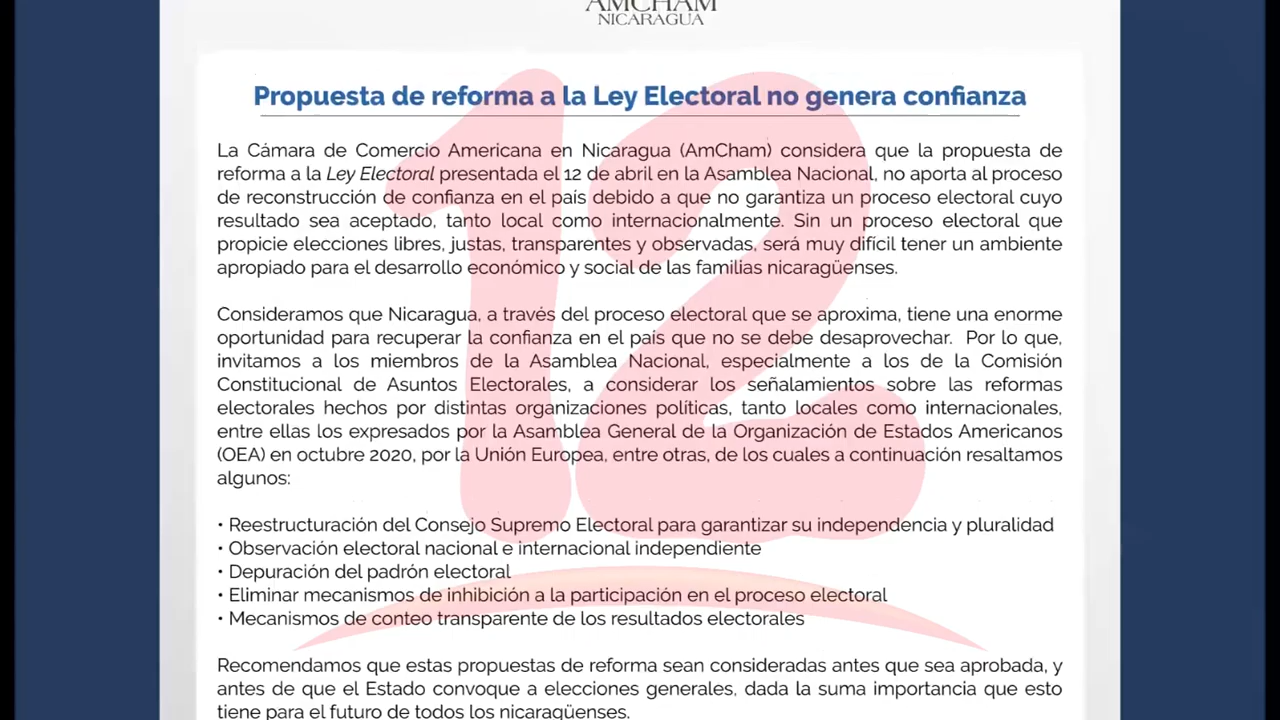 AMCHAM
NICARAGUA
Propuesta de reforma a la Ley Electoral no genera confianza
La Cámara de Comercio Americana en Nicaragua (AmCham) considera que la propuesta de
reforma a la Ley Electoral presentada el 12 de abril en la Asamblea Nacional, no aporta al proceso
de reconstrucción de confianza en el país debido a que no garantiza un proceso electoral cuyo
resultado sea aceptado, tanto local como internacionalmente. Sin un proceso electoral que
propicie elecciones libres, justas, transparentes y observadas, será muy difícil tener un ambiente
apropiado para el desarrollo económico y social de las familias nicaragüenses.
Consideramos que Nicaragua, a través del proceso electoral que se aproxima, tiene una enorme
oportunidad para recuperar la confianza en el país que no se debe desaprovechar. Por lo que,
invitamos a los miembros de la Asamblea Nacional, especialmente a los de la Comisión
Constitucional de Asuntos Electorales, a considerar los señalamientos sobre las reformas
electorales hechos por distintas organizaciones políticas, tanto locales como internacionales,
entre ellas los expresados por la Asamblea General de la Organización de Estados Americanos
(OEA) en octubre 2020, por la Unión Europea, entre otras, de los cuales a continuación resaltamos
algunos:
• Reestructuración del Consejo Supremo Electoral para garantizar su independencia y pluralidad
• Observación electoral nacional e internacional independiente
• Depuración del padrón electoral
• Eliminar mecanismos de inhibición a la participación en el proceso electoral
• Mecanismos de conteo transparente de los resultados electorales
Recomendamos que estas propuestas de reforma sean consideradas antes que sea aprobada, y
antes de que el Estado convoque a elecciones generales, dada la suma importancia que esto
tiene para el futuro de todos los nicaragüenses.
12